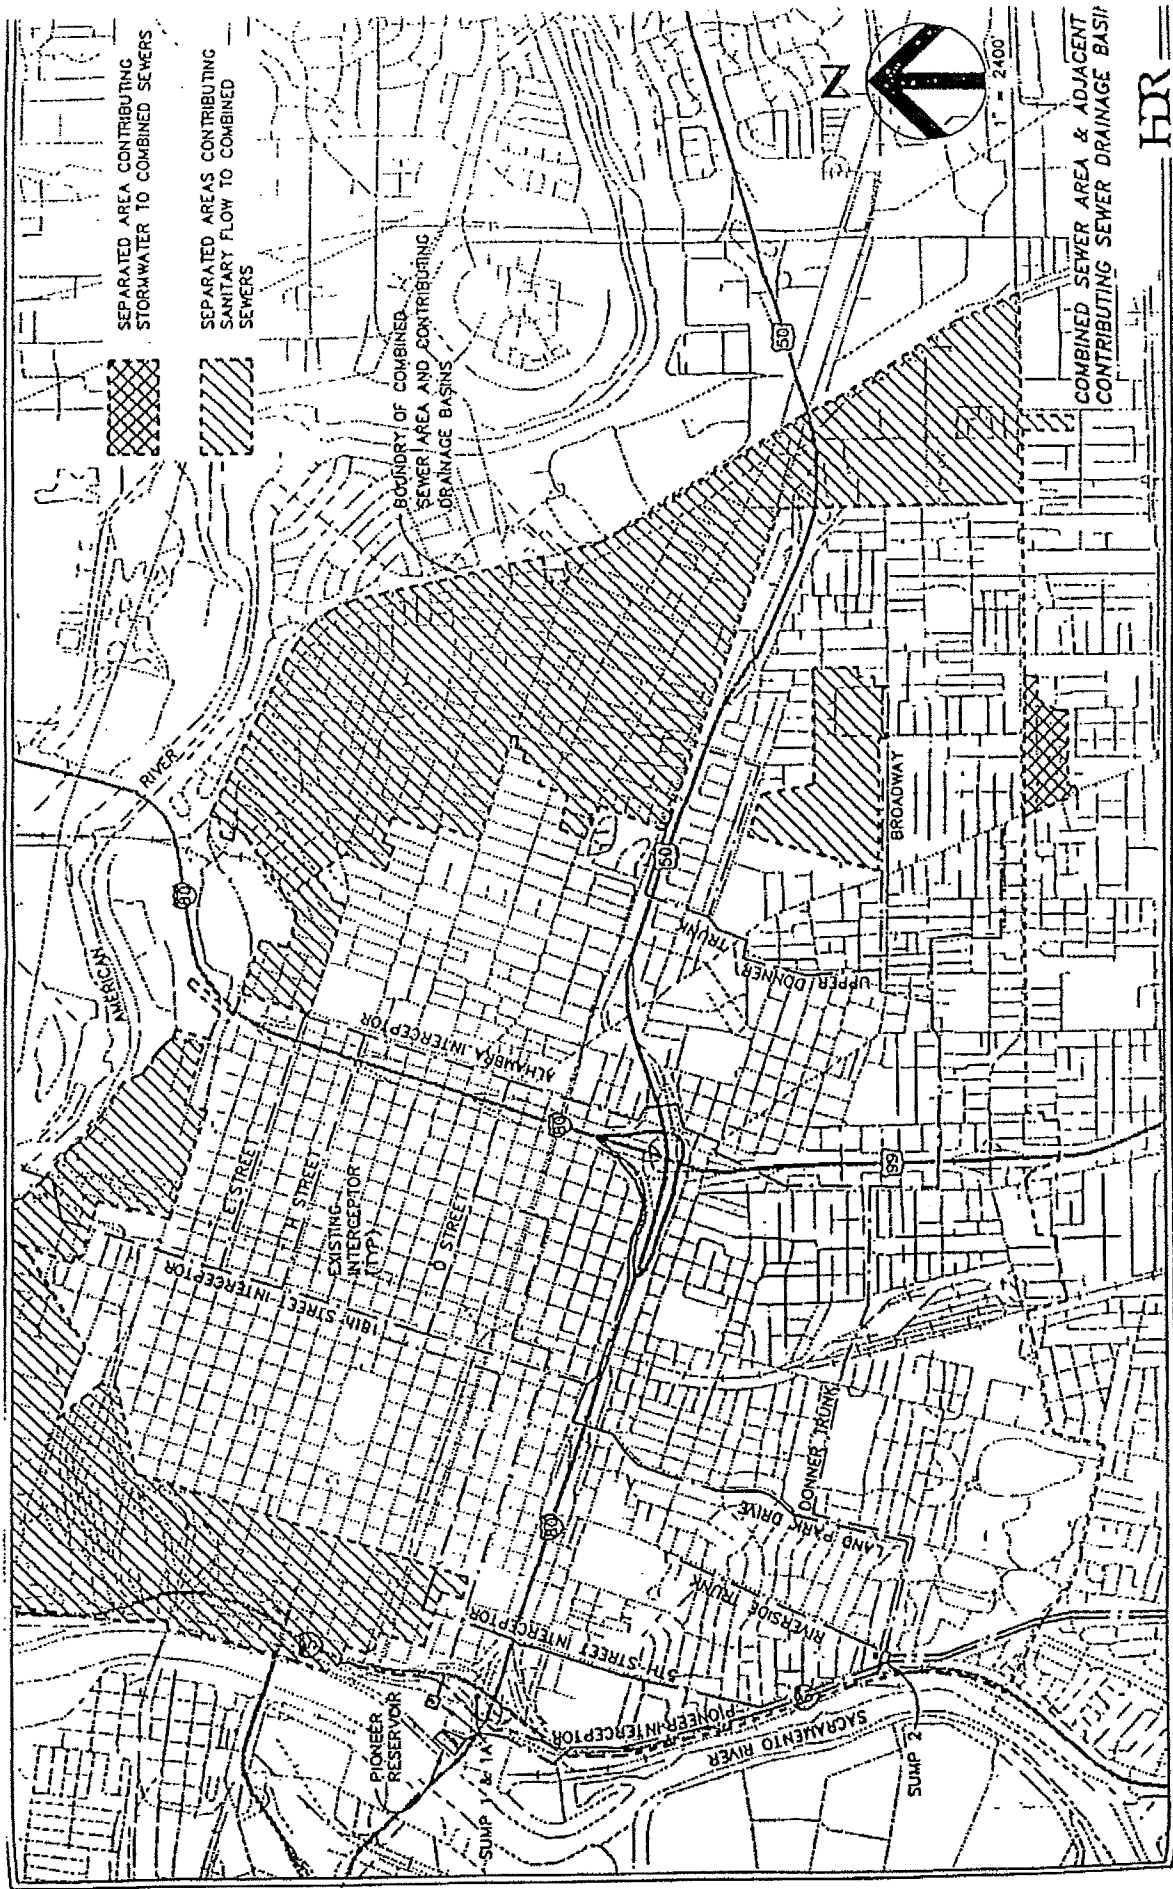 SEPARATED AREA CONTRIBUTING
STORMWATER TO COMBINED SEWERS
SEPARATED AREAS CONTRIBUTING
SANITARY FLOW TO COMBINED
SEWERS
BOUNDRY OF COMBINED
SEWER AREA AND CONTRIBUTING
DRAINAGE BASINS
N
1" = 2400'
AMERICAN
RIVER
80
E STREET
H STREET
EXISTING
INTERCEPTOR
(TYP)
O STREET
18th STREET INTERCEPTOR
ALHAMBRA INTERCEPTOR
80
50
50
UPPER DONNER
TRUNK
BROADWAY
99
80
PIONEER
RESERVOIR
SUMP 1 & 1A
5TH STREET INTERCEPTOR
PIONEER INTERCEPTOR
SACRAMENTO RIVER
SUMP 2
RIVERSIDE TRUNK
LAND PARK DRIVE
DONNER TRUNK
COMBINED SEWER AREA & ADJACENT
CONTRIBUTING SEWER DRAINAGE BASIN
HDR